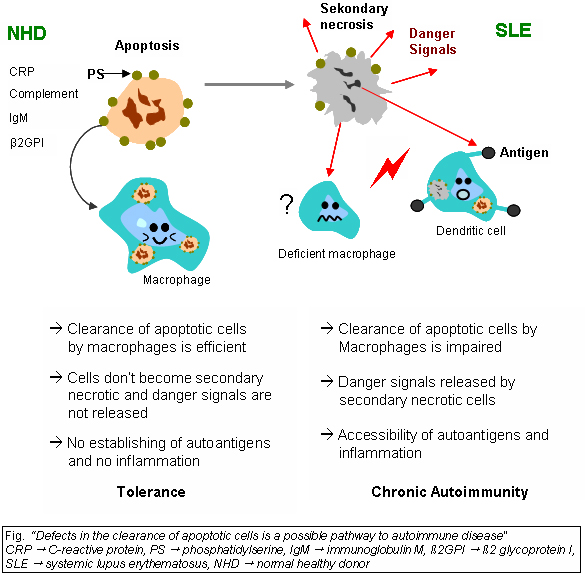 NHD
Apoptosis
CRP
PS
Complement
IgM
ß2GPI
Macrophage
Sekondary
necrosis
Danger
Signals
SLE
Antigen
?
Deficient macrophage
Dendritic cell
→ Clearance of apoptotic cells
by macrophages is efficient
→ Cells don't become secondary
necrotic and danger signals are
not released
→ No establishing of autoantigens
and no inflammation
Tolerance
→ Clearance of apoptotic cells by
Macrophages is impaired
→ Danger signals released by
secondary necrotic cells
→ Accessibility of autoantigens and
inflammation
Chronic Autoimmunity
Fig. "Defects in the clearance of apoptotic cells is a possible pathway to autoimmune disease"
CRP → C-reactive protein, PS → phosphatidylserine, IgM → immunoglobulin M, ß2GPI → ß2 glycoprotein I,
SLE → systemic lupus erythematosus, NHD → normal healthy donor